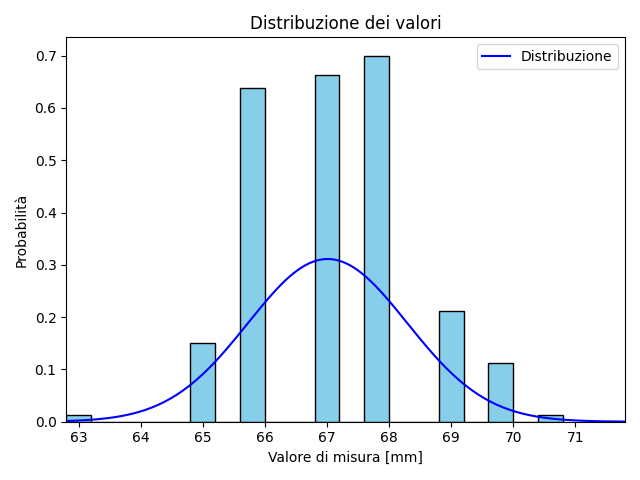 Distribuzione dei valori
Distribuzione
Probabilità
0.7
0.6
0.5
0.4
0.3
0.2
0.1
0.0
63 64 65 66 67 68 69 70 71
Valore di misura [mm]